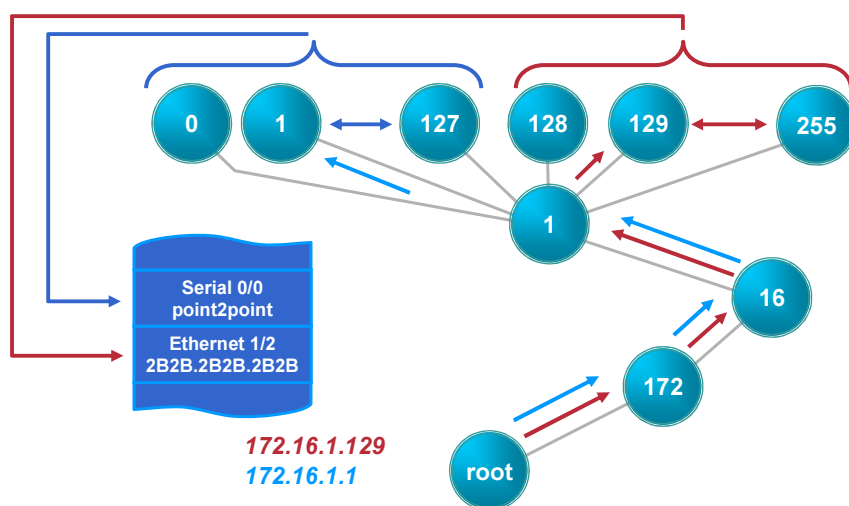 0
1
127
128
129
255
1
Serial 0/0
point2point
16
Ethernet 1/2
2B2B.2B2B.2B2B
172
172.16.1.129
172.16.1.1
root